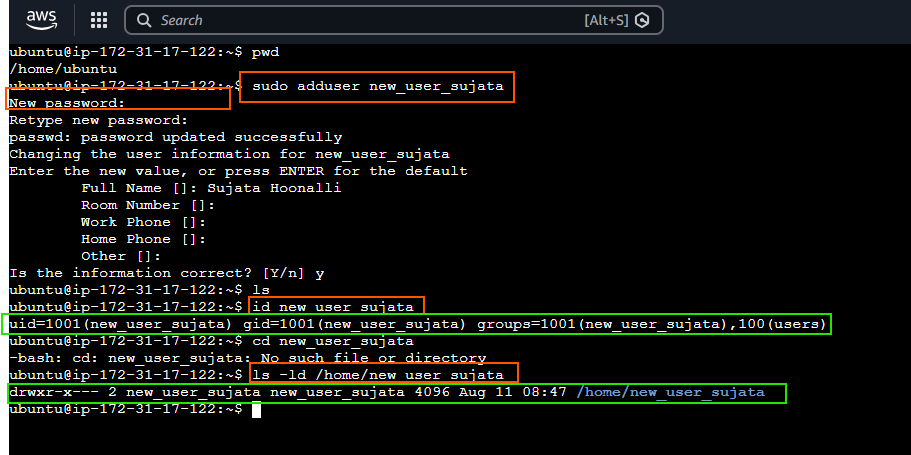 aws
Search [Alt+S]
ubuntu@ip-172-31-17-122:~$ pwd
/home/ubuntu
ubuntu@ip-172-31-17-122:~$ sudo adduser new_user_sujata
New password:
Retype new password:
passwd: password updated successfully
Changing the user information for new_user_sujata
Enter the new value, or press ENTER for the default
Full Name []: Sujata Hoonalli
Room Number []:
Work Phone []:
Home Phone []:
Other []:
Is the information correct? [Y/n] y
ubuntu@ip-172-31-17-122:~$ ls
ubuntu@ip-172-31-17-122:~$ id new_user_sujata
uid=1001(new_user_sujata) gid=1001(new_user_sujata) groups=1001(new_user_sujata),100(users)
ubuntu@ip-172-31-17-122:~$ cd new_user_sujata
-bash: cd: new_user_sujata: No such file or directory
ubuntu@ip-172-31-17-122:~$ ls -ld /home/new_user_sujata
drwxr-x--- 2 new_user_sujata new_user_sujata 4096 Aug 11 08:47 /home/new_user_sujata
ubuntu@ip-172-31-17-122:~$